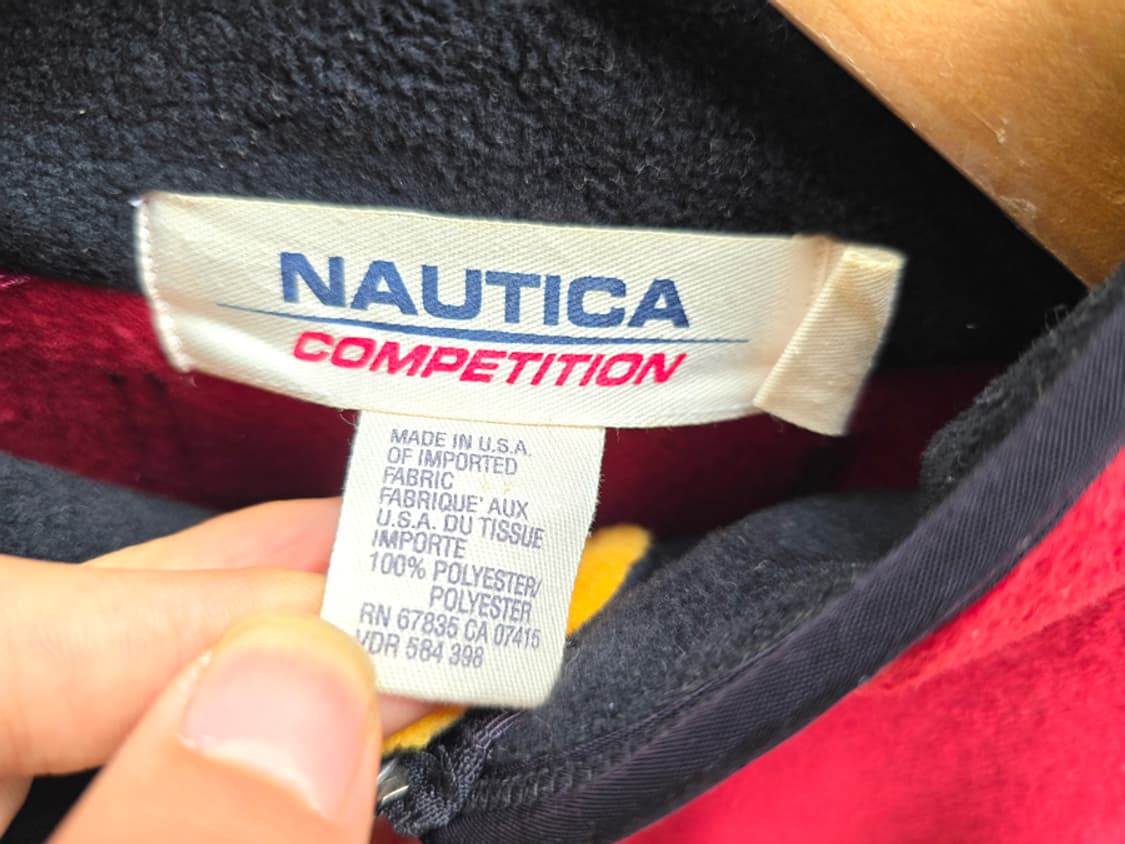 NAUTICA
COMPETITION
MADE IN U.S.A.
OF IMPORTED
FABRIC
FABRIQUE' AUX
U.S.A. DU TISSUE
IMPORTE
100% POLYESTER/
POLYESTER
RN 67835 CA 07415
VDR 584 398